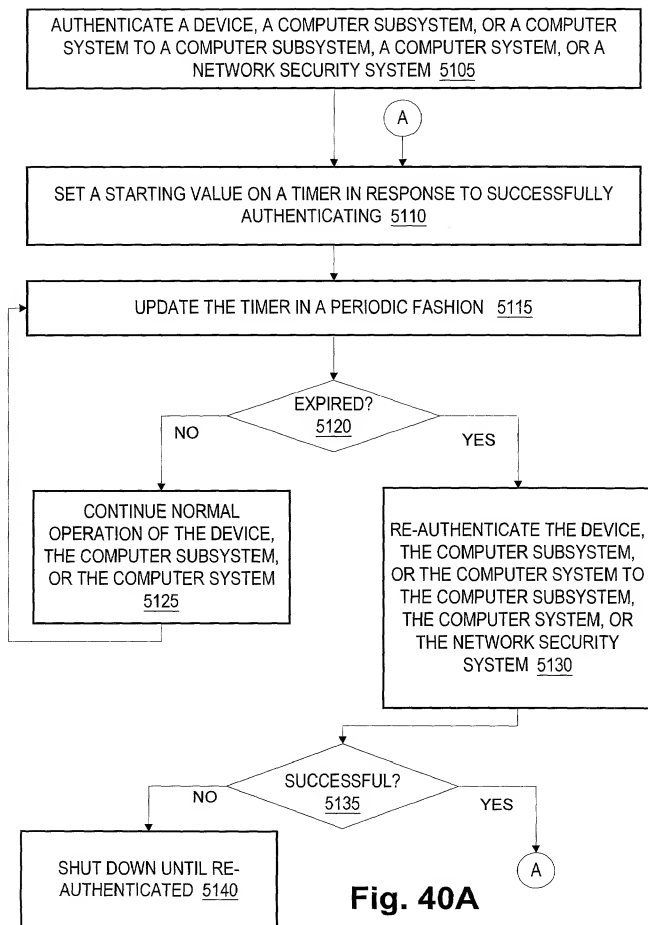 AUTHENTICATE A DEVICE, A COMPUTER SUBSYSTEM, OR A COMPUTER
SYSTEM TO A COMPUTER SUBSYSTEM, A COMPUTER SYSTEM, OR A
NETWORK SECURITY SYSTEM 5105
A
SET A STARTING VALUE ON A TIMER IN RESPONSE TO SUCCESSFULLY
AUTHENTICATING 5110
UPDATE THE TIMER IN A PERIODIC FASHION 5115
EXPIRED?
5120
NO
YES
CONTINUE NORMAL
OPERATION OF THE DEVICE,
THE COMPUTER SUBSYSTEM,
OR THE COMPUTER SYSTEM
5125
RE-AUTHENTICATE THE DEVICE,
THE COMPUTER SUBSYSTEM,
OR THE COMPUTER SYSTEM TO
THE COMPUTER SUBSYSTEM,
THE COMPUTER SYSTEM, OR
THE NETWORK SECURITY
SYSTEM 5130
SUCCESSFUL?
5135
NO
YES
SHUT DOWN UNTIL RE-
AUTHENTICATED 5140
A
Fig. 40A